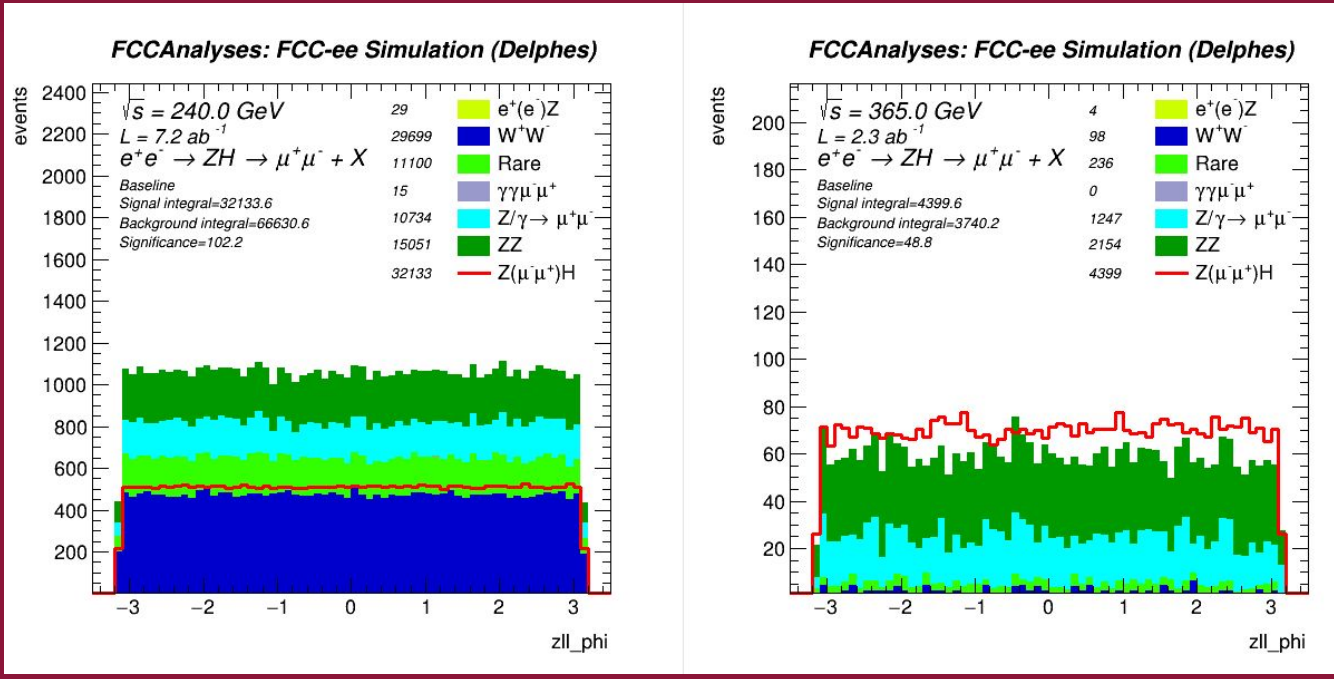 FCCAnalyses: FCC-ee Simulation (Delphes)
events
2400
2200
2000
1800
1600
1400
1200
1000
800
600
400
200
√s = 240.0 GeV
L = 7.2 ab⁻¹
e⁺e⁻ → ZH → μ⁺μ⁻ + X
Baseline
Signal integral=32133.6
Background integral=66630.6
Significance=102.2
29 e⁺(e⁻)Z
29699 W⁺W⁻
11100 Rare
15 γγμ⁻μ⁺
10734 Z/γ→ μ⁺μ⁻
15051 ZZ
32133 Z(μ⁻μ⁺)H
−3 −2 −1 0 1 2 3
zll_phi
FCCAnalyses: FCC-ee Simulation (Delphes)
events
200
180
160
140
120
100
80
60
40
20
√s = 365.0 GeV
L = 2.3 ab⁻¹
e⁺e⁻ → ZH → μ⁺μ⁻ + X
Baseline
Signal integral=4399.6
Background integral=3740.2
Significance=48.8
4 e⁺(e⁻)Z
98 W⁺W⁻
236 Rare
0 γγμ⁻μ⁺
1247 Z/γ→ μ⁺μ⁻
2154 ZZ
4399 Z(μ⁻μ⁺)H
−3 −2 −1 0 1 2 3
zll_phi